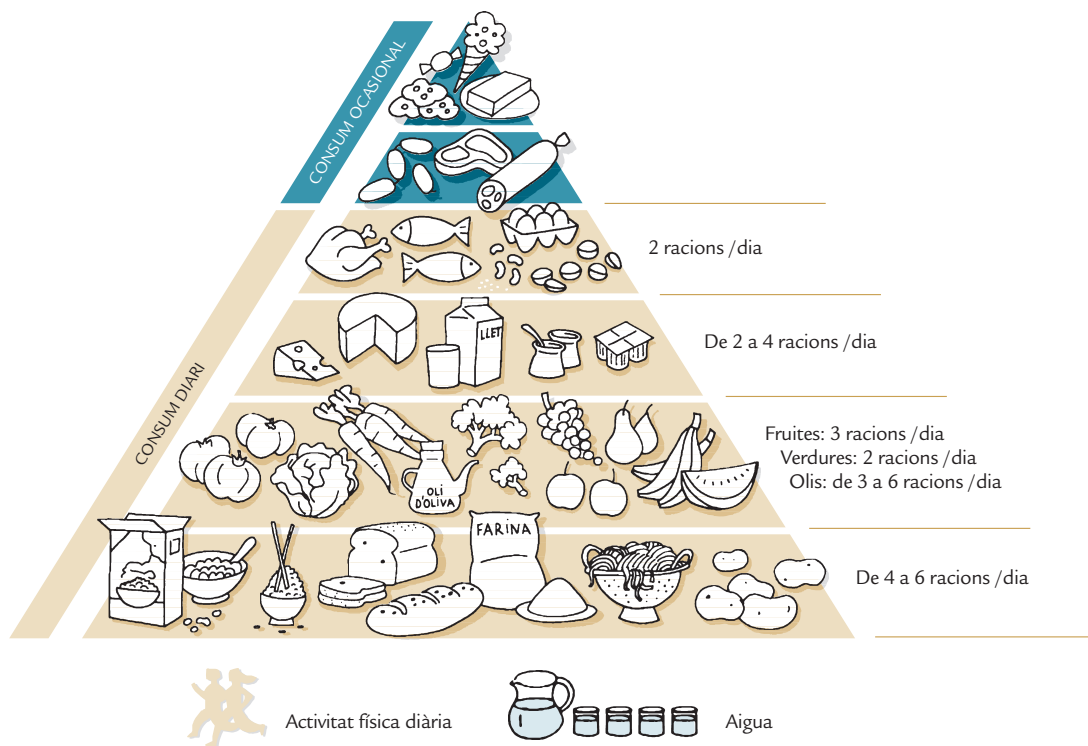 CONSUM OCASIONAL
CONSUM DIARI
2 racions /dia
LLET
De 2 a 4 racions /dia
Fruites: 3 racions /dia
Verdures: 2 racions /dia
Olis: de 3 a 6 racions /dia
OLI
D'OLIVA
FARINA
De 4 a 6 racions /dia
Activitat física diària
Aigua